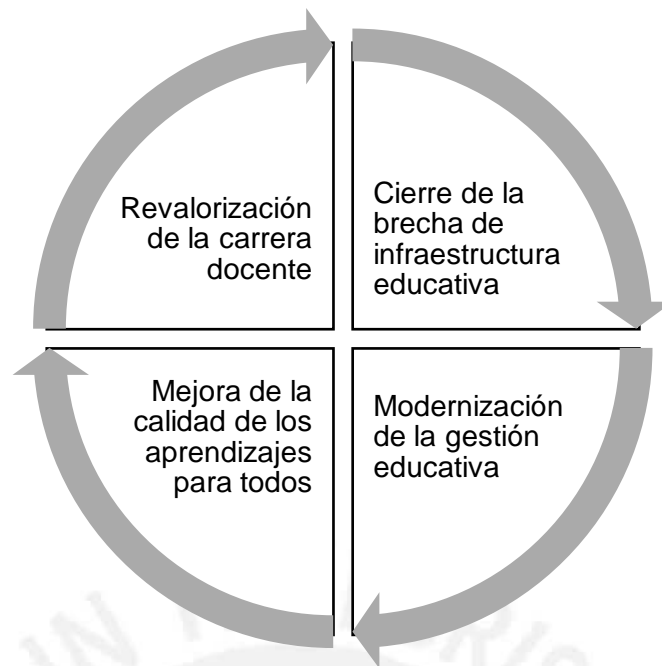 Revalorización
de la carrera
docente
Cierre de la
brecha de
infraestructura
educativa
Mejora de la
calidad de los
aprendizajes
para todos
Modernización
de la gestión
educativa